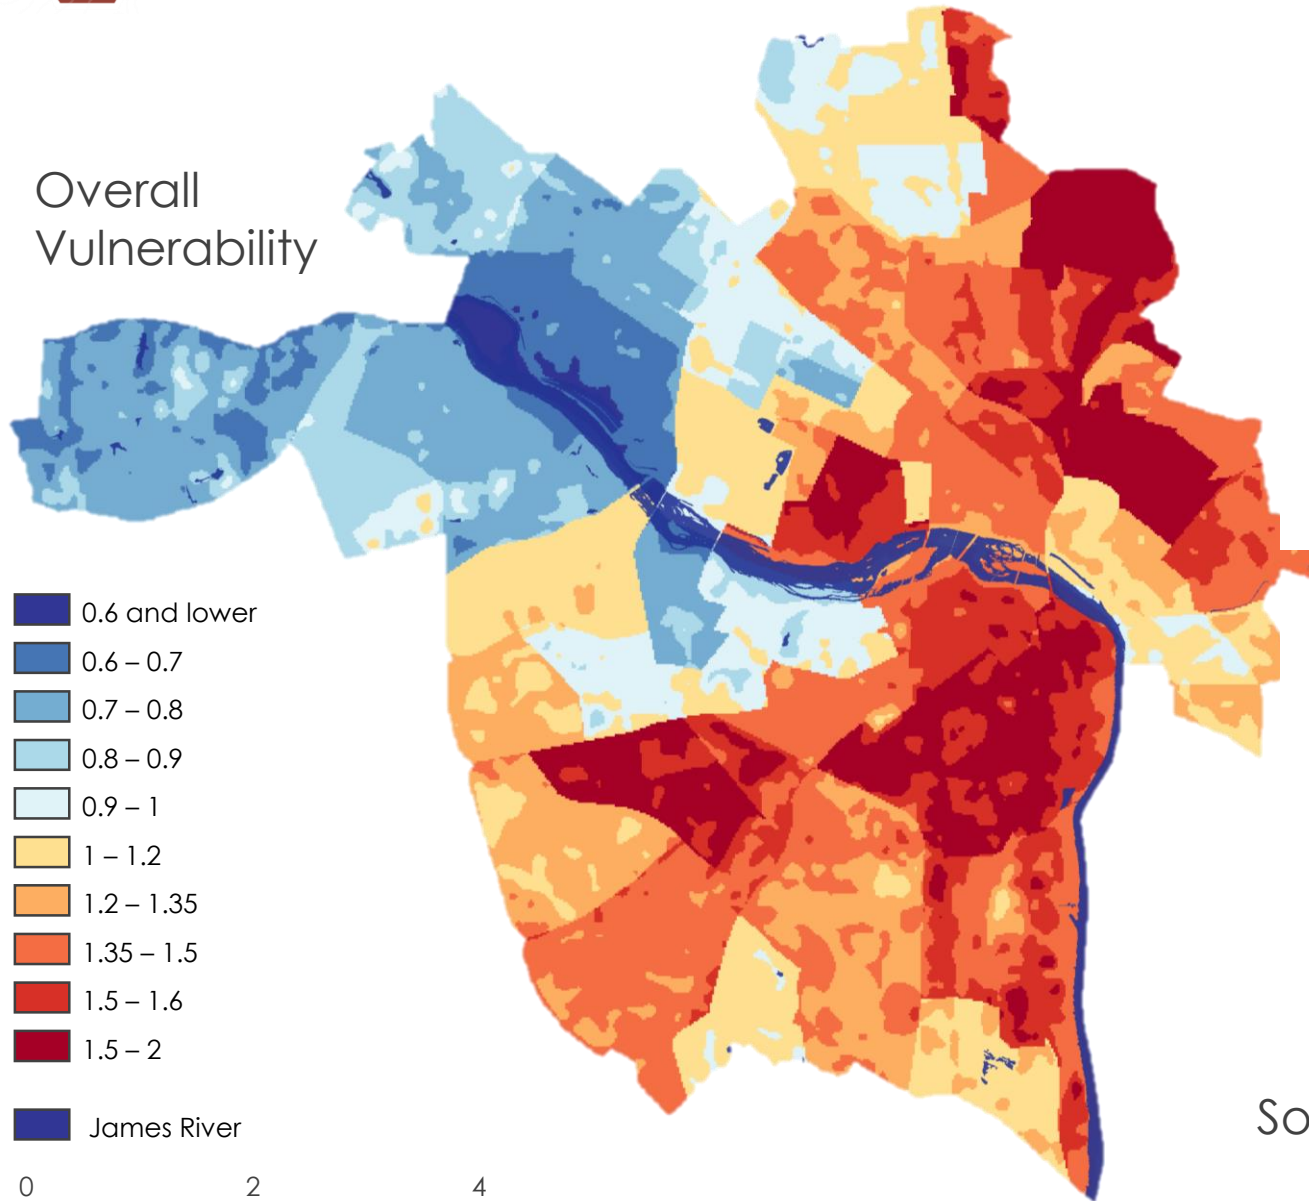 Overall
Vulnerability
0.6 and lower
0.6 – 0.7
0.7 – 0.8
0.8 – 0.9
0.9 – 1
1 – 1.2
1.2 – 1.35
1.35 – 1.5
1.5 – 1.6
1.5 – 2
James River
So
0 2 4